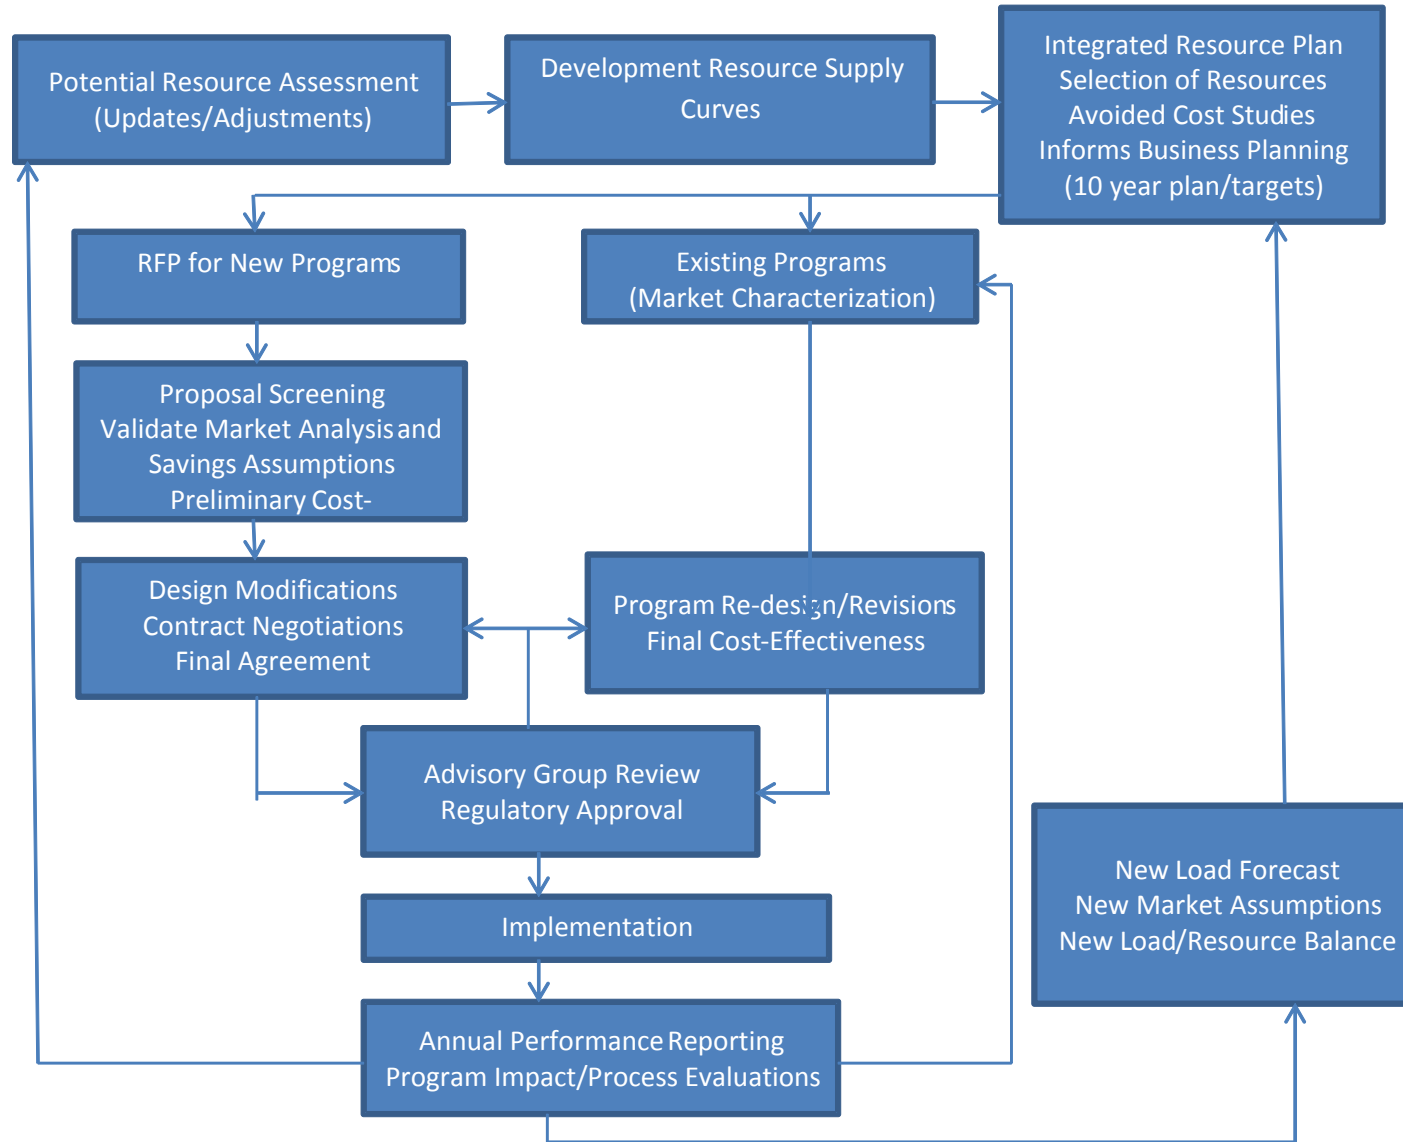 Potential Resource Assessment
(Updates/Adjustments)
Development Resource Supply
Curves
Integrated Resource Plan
Selection of Resources
Avoided Cost Studies
Informs Business Planning
(10 year plan/targets)
RFP for New Programs
Existing Programs
(Market Characterization)
Proposal Screening
Validate Market Analysis and
Savings Assumptions
Preliminary Cost-
Design Modifications
Contract Negotiations
Final Agreement
Program Re-design/Revisions
Final Cost-Effectiveness
Advisory Group Review
Regulatory Approval
Implementation
New Load Forecast
New Market Assumptions
New Load/Resource Balance
Annual Performance Reporting
Program Impact/Process Evaluations